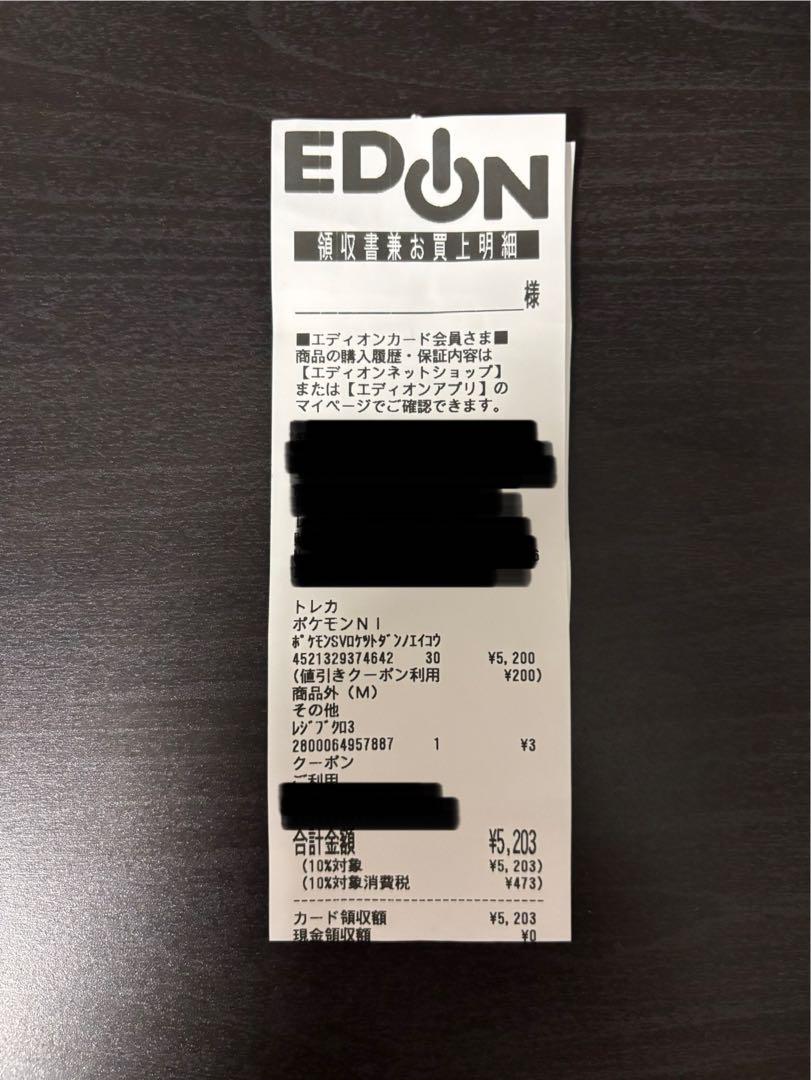 EDION
領収書兼お買上明細
様
■エディオンカード会員さま■
商品の購入履歴・保証内容は
【エディオンネットショップ】
または【エディオンアプリ】の
マイページでご確認できます。
トレカ
ポケモンNI
ﾎﾟｹﾓﾝSVﾛｹｯﾄﾀﾞﾝﾉｴｲｺｳ
4521329374642 30 ¥5,200
(値引きクーポン利用 ¥200)
商品外(M)
その他
ﾚｼﾞﾌﾞｸﾛ3
2800064957887 1 ¥3
クーポン
ご利用
合計金額 ¥5,203
(10%対象 ¥5,203)
(10%対象消費税 ¥473)
カード領収額 ¥5,203
現金領収額 ¥0